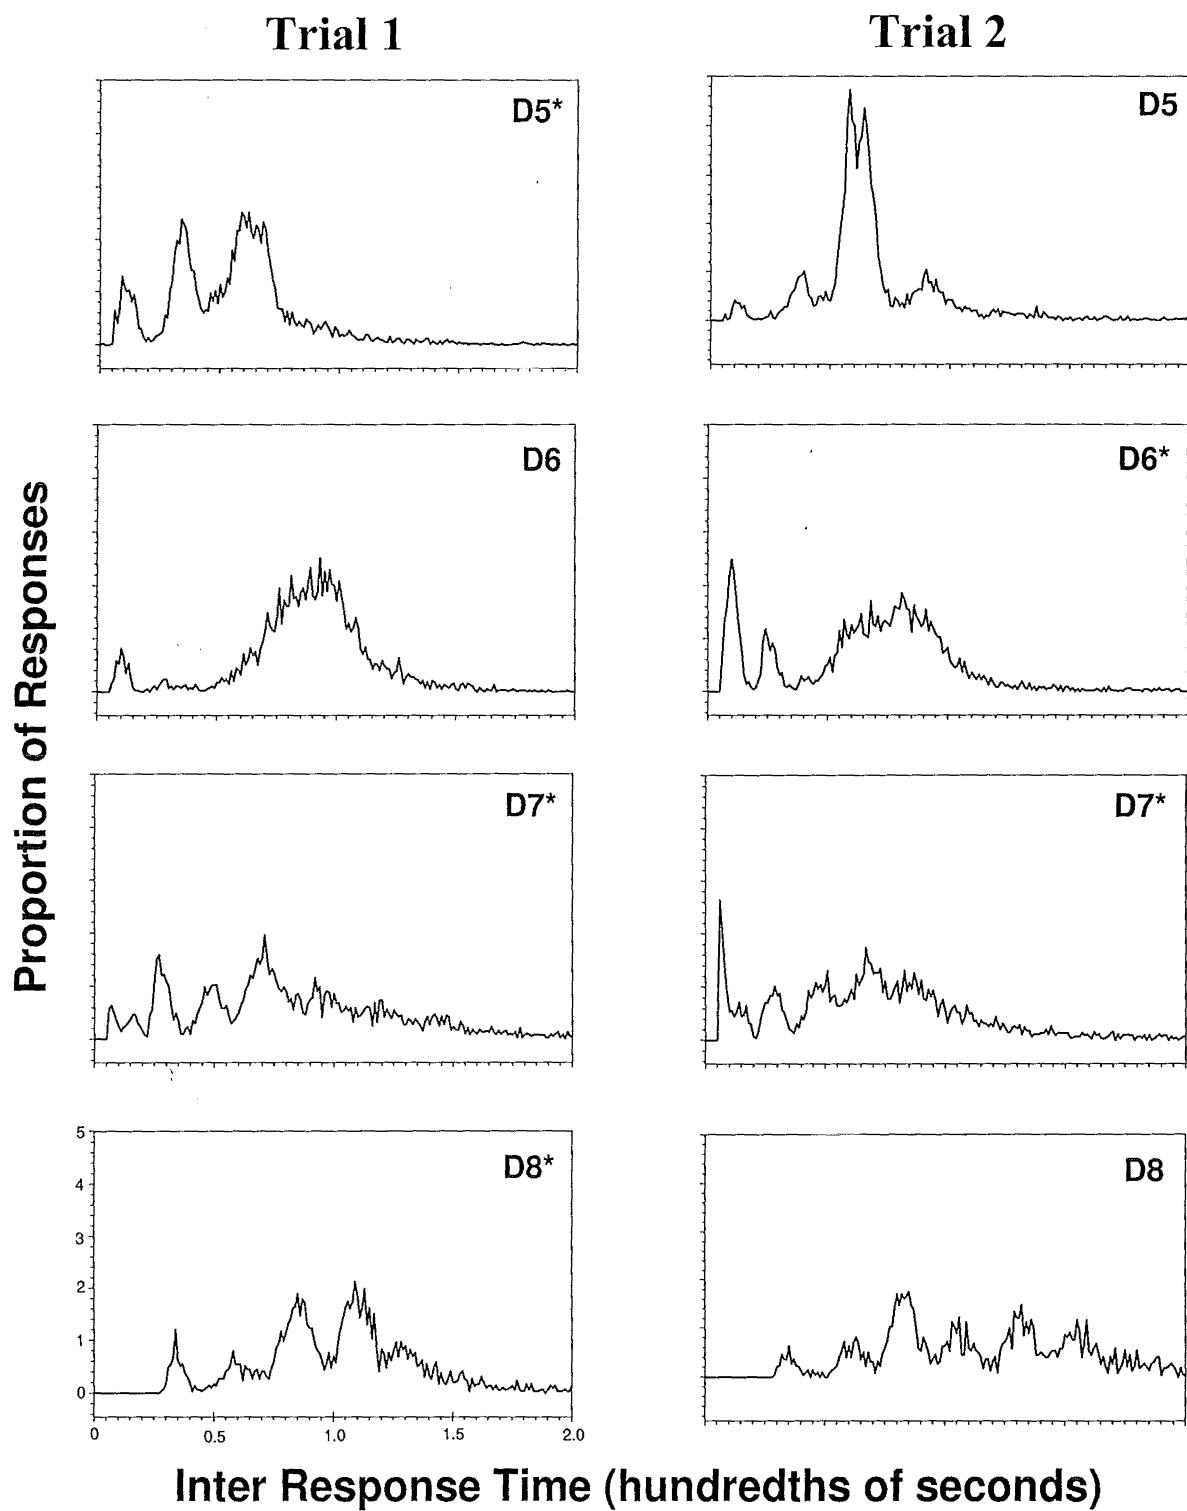 Trial 1
Trial 2
D5*
D5
D6
D6*
D7*
D7*
D8*
D8
Proportion of Responses
5
4
3
2
1
0
0 0.5 1.0 1.5 2.0
Inter Response Time (hundredths of seconds)